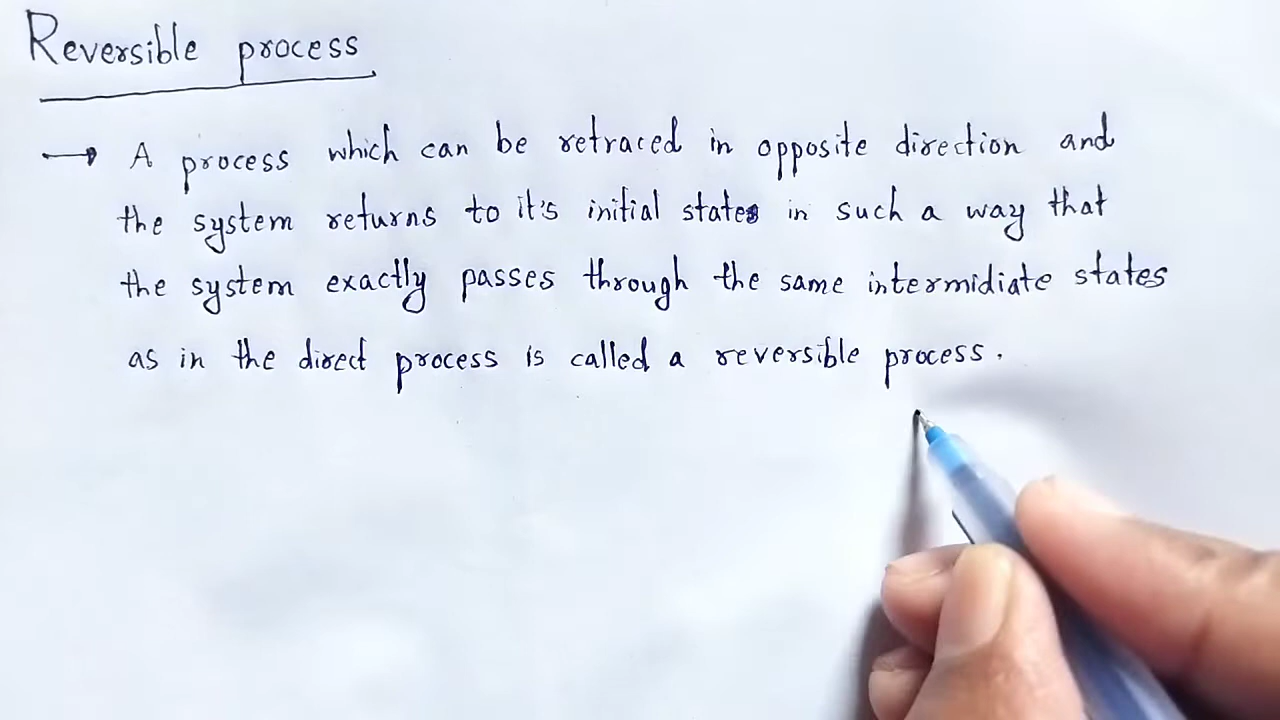 Reversible process
→ A process which can be retraced in opposite direction and
the system returns to it's initial states in such a way that
the system exactly passes through the same intermidiate states
as in the direct process is called a reversible process.